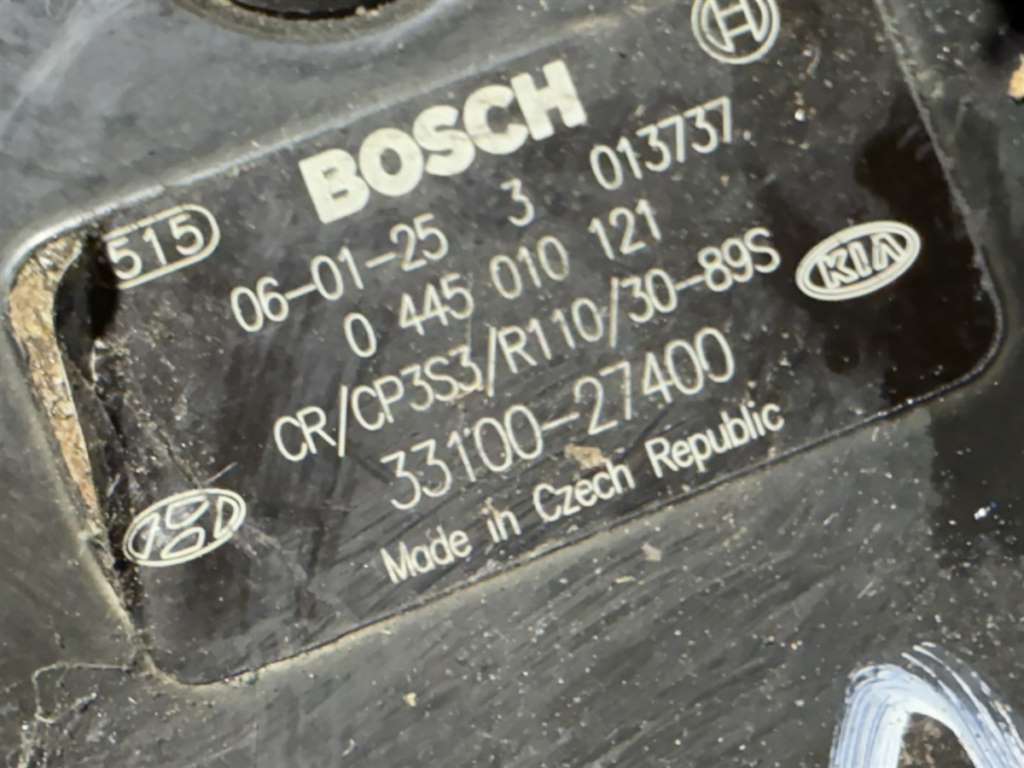 BOSCH
515
06-01-25 3 013737
0 445 010 121
CR/CP3S3/R110/30-89S
KIA
33100-27400
Made in Czech Republic